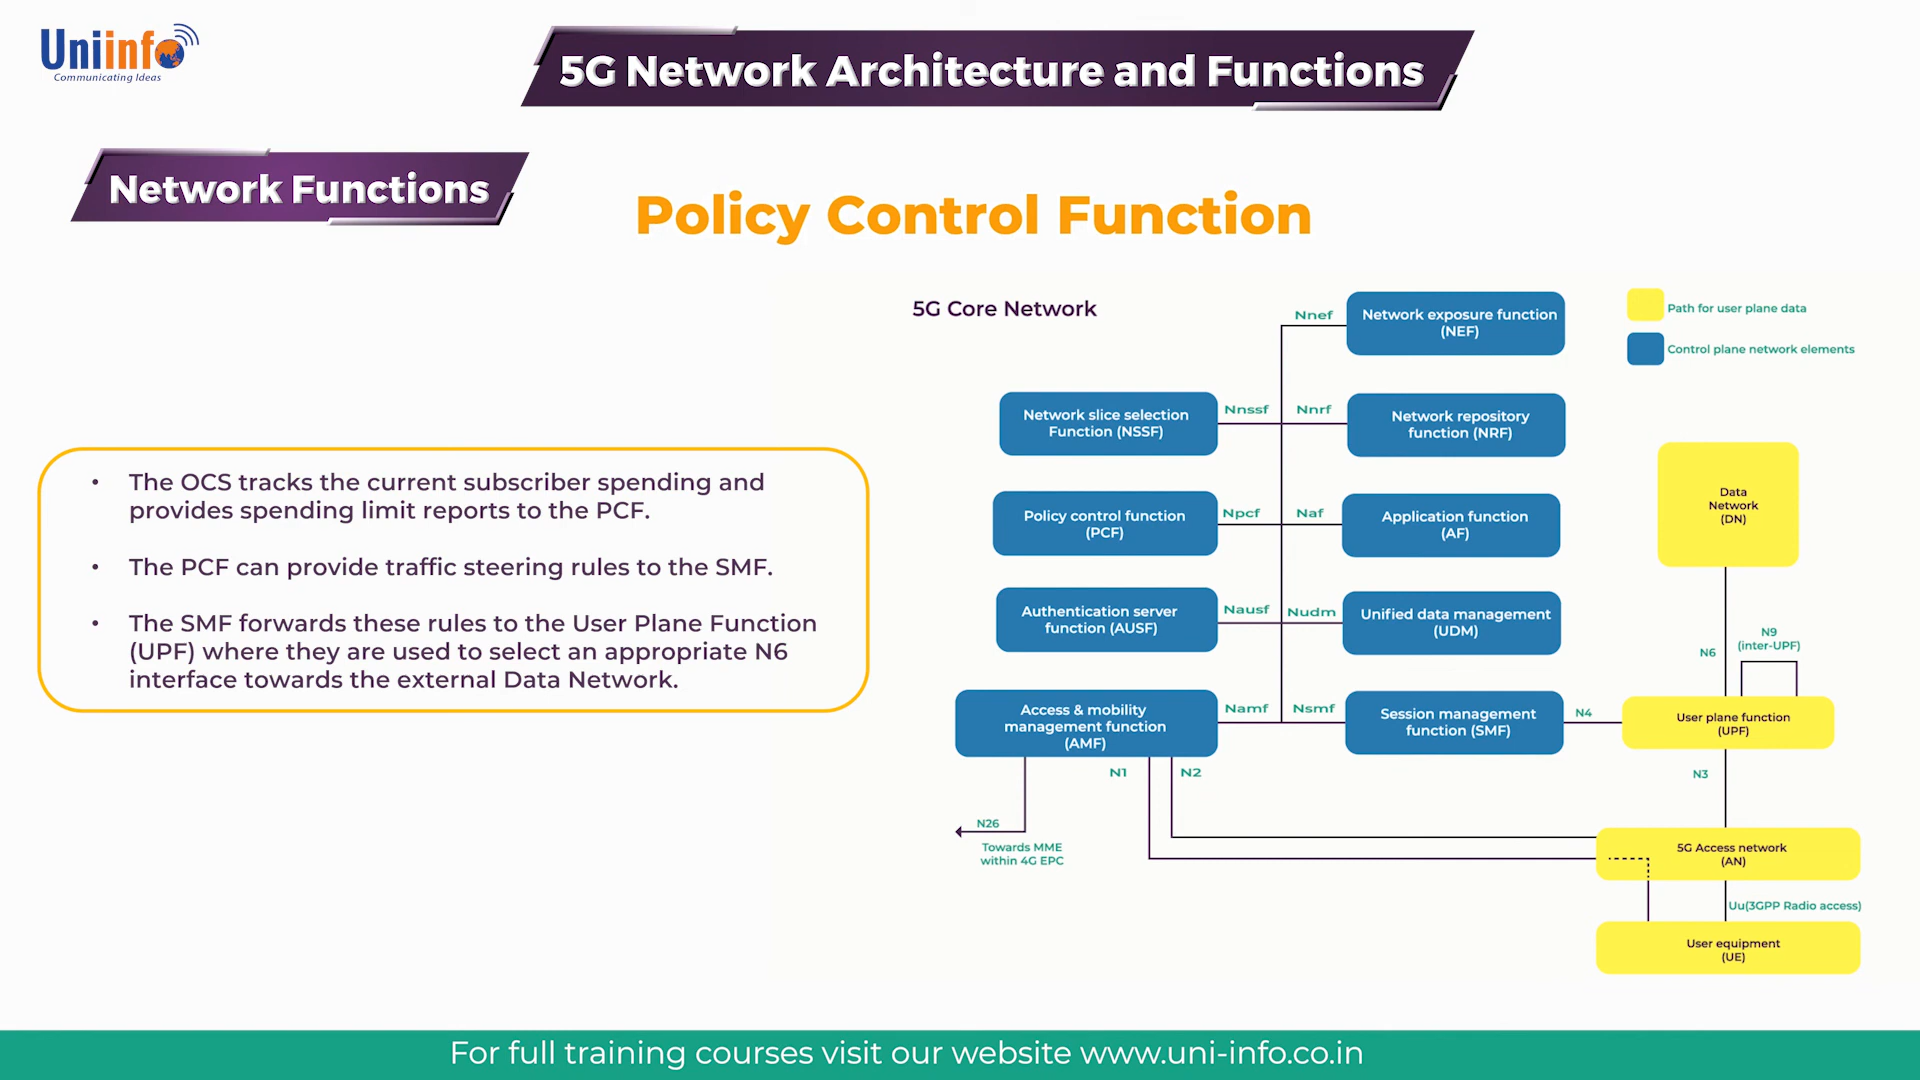 Uniinfo
Communicating Ideas
5G Network Architecture and Functions
Network Functions
Policy Control Function
• The OCS tracks the current subscriber spending and
provides spending limit reports to the PCF.
• The PCF can provide traffic steering rules to the SMF.
• The SMF forwards these rules to the User Plane Function
(UPF) where they are used to select an appropriate N6
interface towards the external Data Network.
5G Core Network
Nnef
Network exposure function
(NEF)
Path for user plane data
Control plane network elements
Network slice selection
Function (NSSF)
Nnssf
Nnrf
Network repository
function (NRF)
Policy control function
(PCF)
Npcf
Naf
Application function
(AF)
Data
Network
(DN)
Authentication server
function (AUSF)
Nausf
Nudm
Unified data management
(UDM)
N6
N9
(inter-UPF)
Access & mobility
management function
(AMF)
Namf
Nsmf
Session management
function (SMF)
N4
User plane function
(UPF)
N1
N2
N3
N26
Towards MME
within 4G EPC
5G Access network
(AN)
Uu(3GPP Radio access)
User equipment
(UE)
For full training courses visit our website www.uni-info.co.in